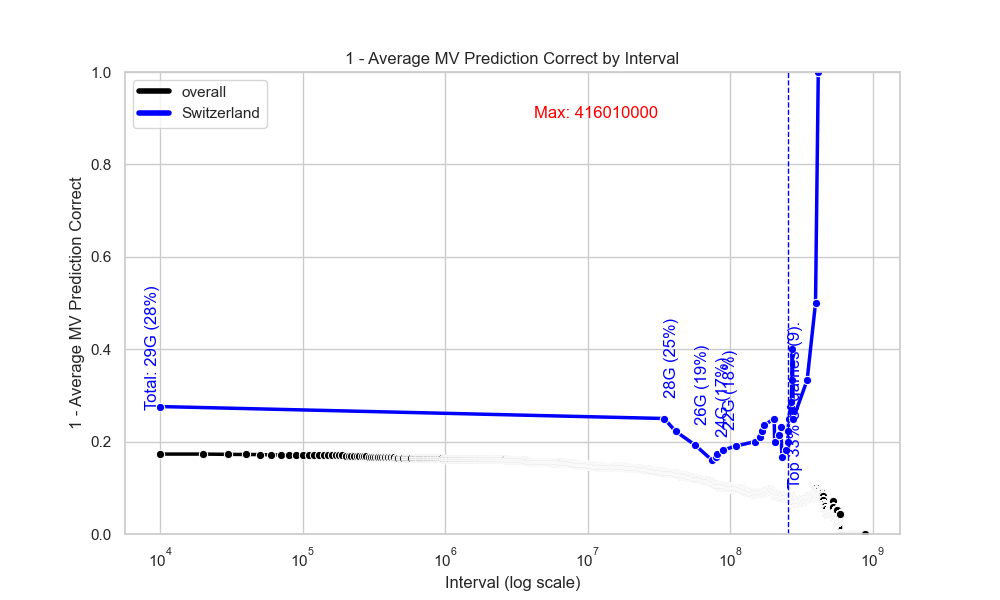 1 - Average MV Prediction Correct by Interval
1 - Average MV Prediction Correct
1.0
0.8
0.6
0.4
0.2
0.0
overall
Switzerland
Max: 416010000
Total: 29G (28%)
28G (25%)
26G (19%)
24G (17%)
22G (18%)
Top 33% games (9).
10^4
10^5
10^6
10^7
10^8
10^9
Interval (log scale)